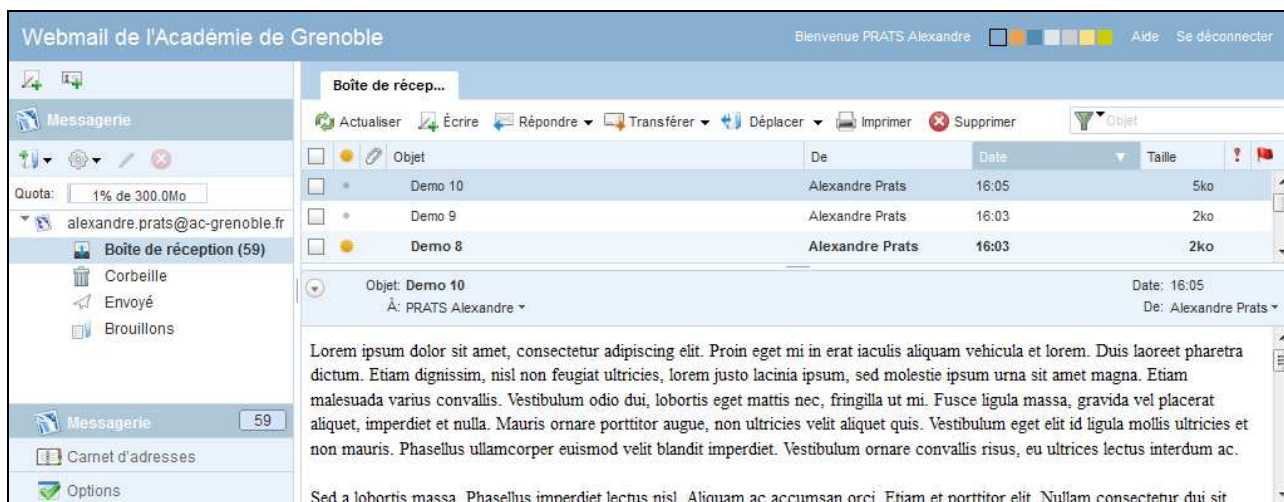 Webmail de l'Académie de Grenoble
Bienvenue PRATS Alexandre Aide Se déconnecter
Boîte de récep...
Messagerie
Actualiser Écrire Répondre Transférer Déplacer Imprimer Supprimer Objet
Objet De Date Taille
Quota: 1% de 300.0Mo
Demo 10 Alexandre Prats 16:05 5ko
alexandre.prats@ac-grenoble.fr
Demo 9 Alexandre Prats 16:03 2ko
Boîte de réception (59)
Demo 8 Alexandre Prats 16:03 2ko
Corbeille
Envoyé
Brouillons
Objet: Demo 10 Date: 16:05
À: PRATS Alexandre De: Alexandre Prats
Lorem ipsum dolor sit amet, consectetur adipiscing elit. Proin eget mi in erat iaculis aliquam vehicula et lorem. Duis laoreet pharetra
dictum. Etiam dignissim, nisl non feugiat ultricies, lorem justo lacinia ipsum, sed molestie ipsum urna sit amet magna. Etiam
malesuada varius convallis. Vestibulum odio dui, lobortis eget mattis nec, fringilla ut mi. Fusce ligula massa, gravida vel placerat
aliquet, imperdiet et nulla. Mauris ornare porttitor augue, non ultricies velit aliquet quis. Vestibulum eget elit id ligula mollis ultricies et
non mauris. Phasellus ullamcorper euismod velit blandit imperdiet. Vestibulum ornare convallis risus, eu ultrices lectus interdum ac.
Sed a lobortis massa. Phasellus imperdiet lectus nisl. Aliquam ac accumsan orci. Etiam et porttitor elit. Nullam consectetur dui sit
Messagerie 59
Carnet d'adresses
Options